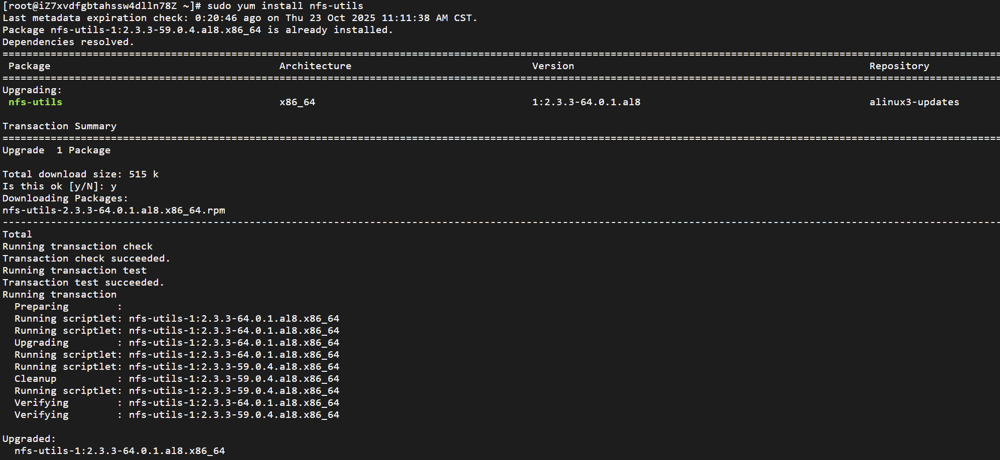 [root@iZ7xvdfgbtahssw4dlln78Z ~]# sudo yum install nfs-utils
Last metadata expiration check: 0:20:46 ago on Thu 23 Oct 2025 11:11:38 AM CST.
Package nfs-utils-1:2.3.3-59.0.4.al8.x86_64 is already installed.
Dependencies resolved.
================================================================================
Package Architecture Version Repository
================================================================================
Upgrading:
nfs-utils x86_64 1:2.3.3-64.0.1.al8 alinux3-updates
Transaction Summary
================================================================================
Upgrade 1 Package
Total download size: 515 k
Is this ok [y/N]: y
Downloading Packages:
nfs-utils-2.3.3-64.0.1.al8.x86_64.rpm
--------------------------------------------------------------------------------
Total
Running transaction check
Transaction check succeeded.
Running transaction test
Transaction test succeeded.
Running transaction
Preparing :
Running scriptlet: nfs-utils-1:2.3.3-64.0.1.al8.x86_64
Running scriptlet: nfs-utils-1:2.3.3-64.0.1.al8.x86_64
Upgrading : nfs-utils-1:2.3.3-64.0.1.al8.x86_64
Running scriptlet: nfs-utils-1:2.3.3-64.0.1.al8.x86_64
Running scriptlet: nfs-utils-1:2.3.3-59.0.4.al8.x86_64
Cleanup : nfs-utils-1:2.3.3-59.0.4.al8.x86_64
Running scriptlet: nfs-utils-1:2.3.3-59.0.4.al8.x86_64
Verifying : nfs-utils-1:2.3.3-64.0.1.al8.x86_64
Verifying : nfs-utils-1:2.3.3-59.0.4.al8.x86_64
Upgraded:
nfs-utils-1:2.3.3-64.0.1.al8.x86_64